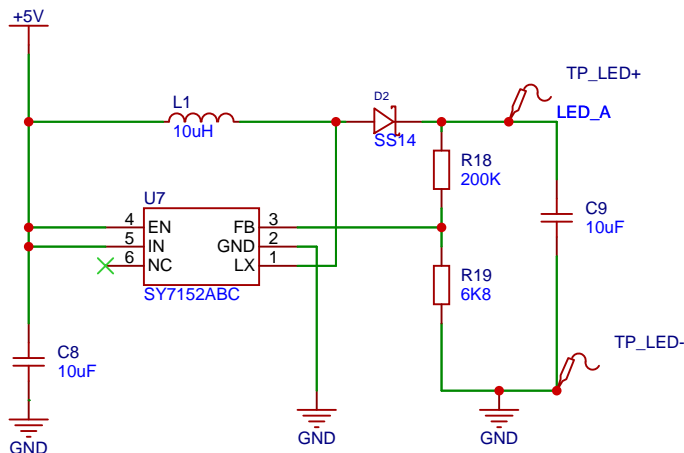 +5V
TP_LED+
D2
L1
LED_A
10uH
SS14
R18
200K
U7
C9
10uF
4 EN FB 3
5 IN GND 2
6 NC LX 1
SY7152ABC
R19
6K8
TP_LED-
C8
10uF
GND
GND
GND